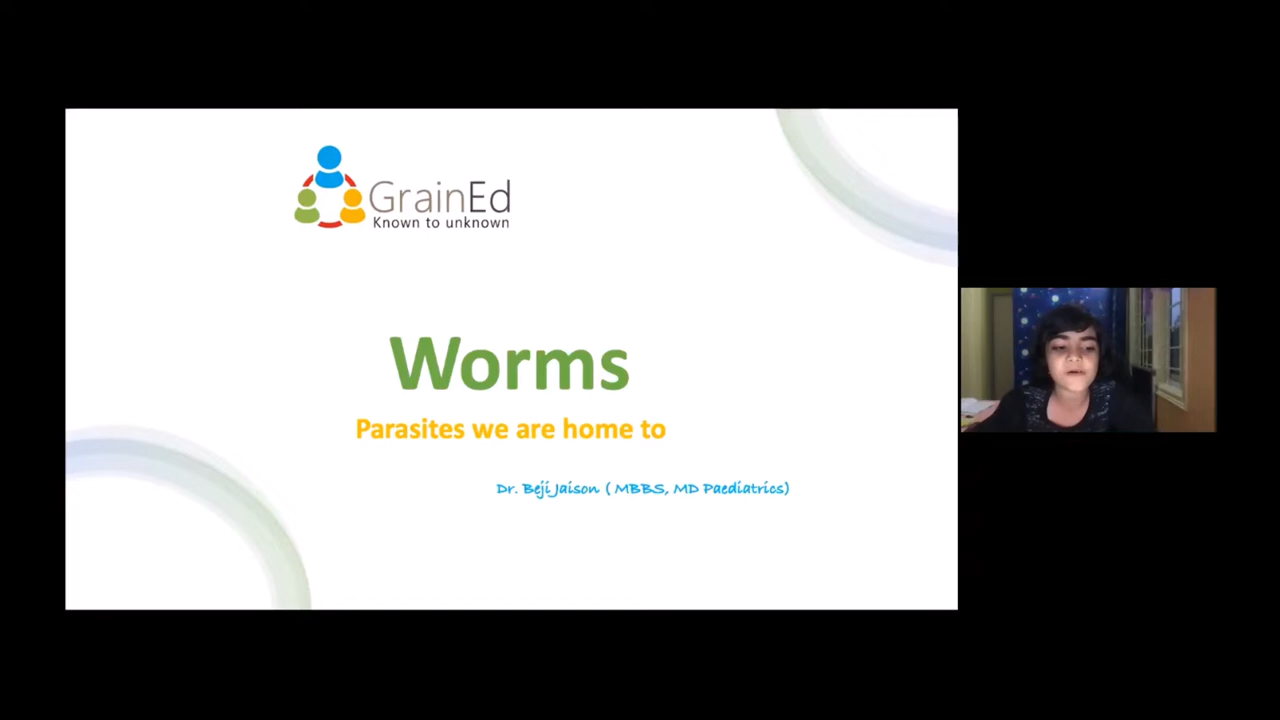 GrainEd
Known to unknown
Worms
Parasites we are home to
Dr. Beji Jaison ( MBBS, MD Paediatrics)